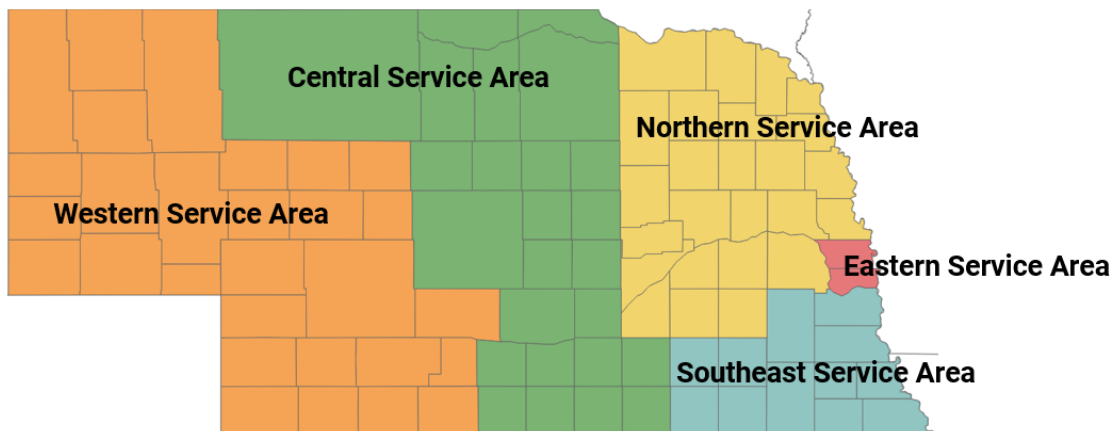 Central Service Area
Northern Service Area
Western Service Area
Eastern Service Area
Southeast Service Area